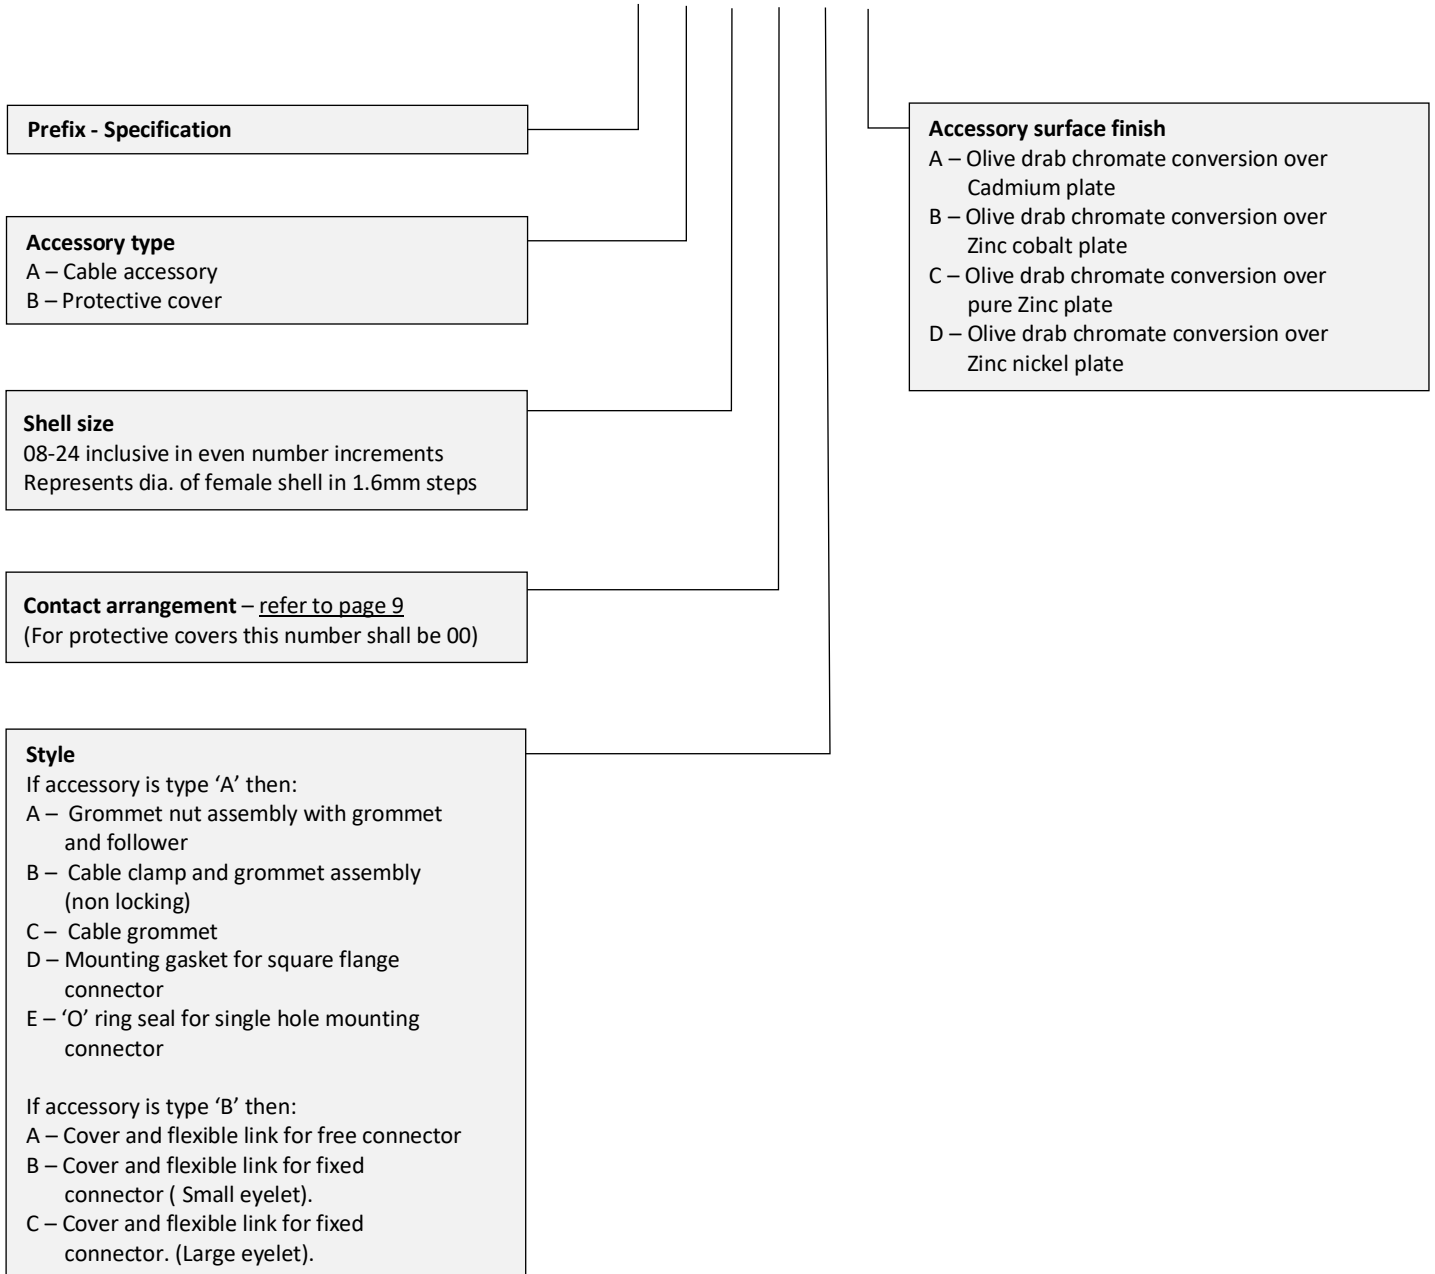 Prefix - Specification
Accessory type
A – Cable accessory
B – Protective cover
Shell size
08-24 inclusive in even number increments
Represents dia. of female shell in 1.6mm steps
Contact arrangement – refer to page 9
(For protective covers this number shall be 00)
Style
If accessory is type ‘A’ then:
A – Grommet nut assembly with grommet
and follower
B – Cable clamp and grommet assembly
(non locking)
C – Cable grommet
D – Mounting gasket for square flange
connector
E – ‘O’ ring seal for single hole mounting
connector
If accessory is type ‘B’ then:
A – Cover and flexible link for free connector
B – Cover and flexible link for fixed
connector ( Small eyelet).
C – Cover and flexible link for fixed
connector. (Large eyelet).
Accessory surface finish
A – Olive drab chromate conversion over
Cadmium plate
B – Olive drab chromate conversion over
Zinc cobalt plate
C – Olive drab chromate conversion over
pure Zinc plate
D – Olive drab chromate conversion over
Zinc nickel plate